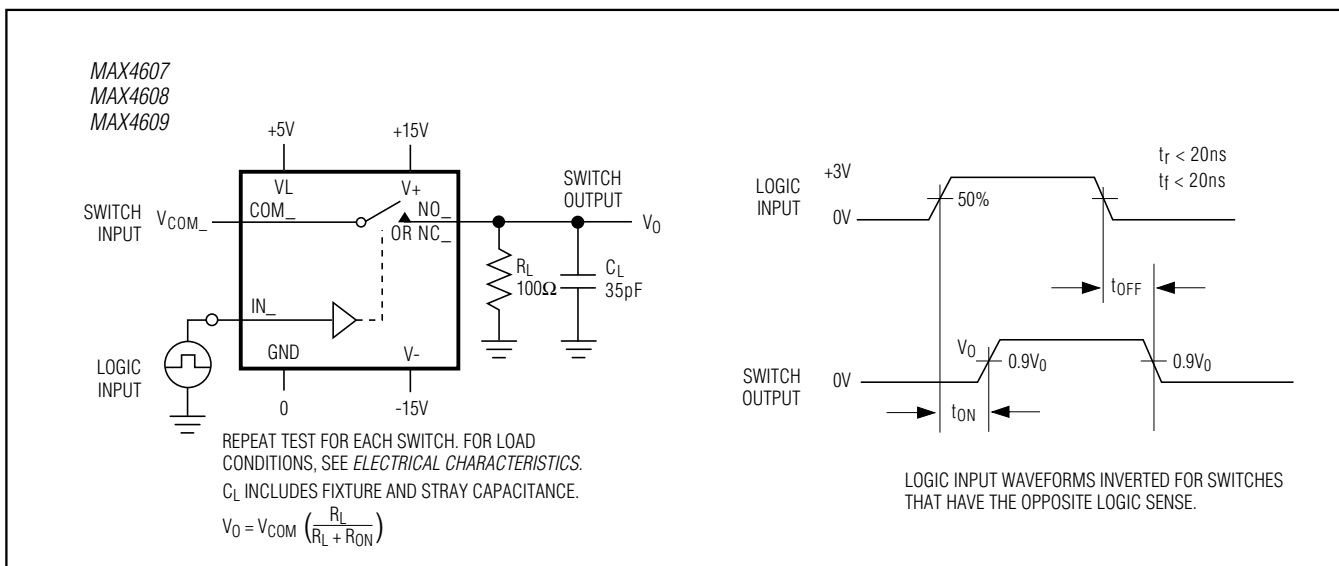 MAX4607
MAX4608
MAX4609
+5V
+15V
VL
V+
SWITCH
INPUT
VCOM_
COM_
NO_
OR NC_
SWITCH
OUTPUT
VO
RL
100Ω
CL
35pF
IN_
LOGIC
INPUT
GND
V-
0
-15V
REPEAT TEST FOR EACH SWITCH. FOR LOAD
CONDITIONS, SEE ELECTRICAL CHARACTERISTICS.
CL INCLUDES FIXTURE AND STRAY CAPACITANCE.
VO = VCOM (RL / RL + RON)
LOGIC
INPUT
+3V
0V
50%
tr < 20ns
tf < 20ns
tOFF
SWITCH
OUTPUT
VO
0V
0.9V0
0.9V0
tON
LOGIC INPUT WAVEFORMS INVERTED FOR SWITCHES
THAT HAVE THE OPPOSITE LOGIC SENSE.